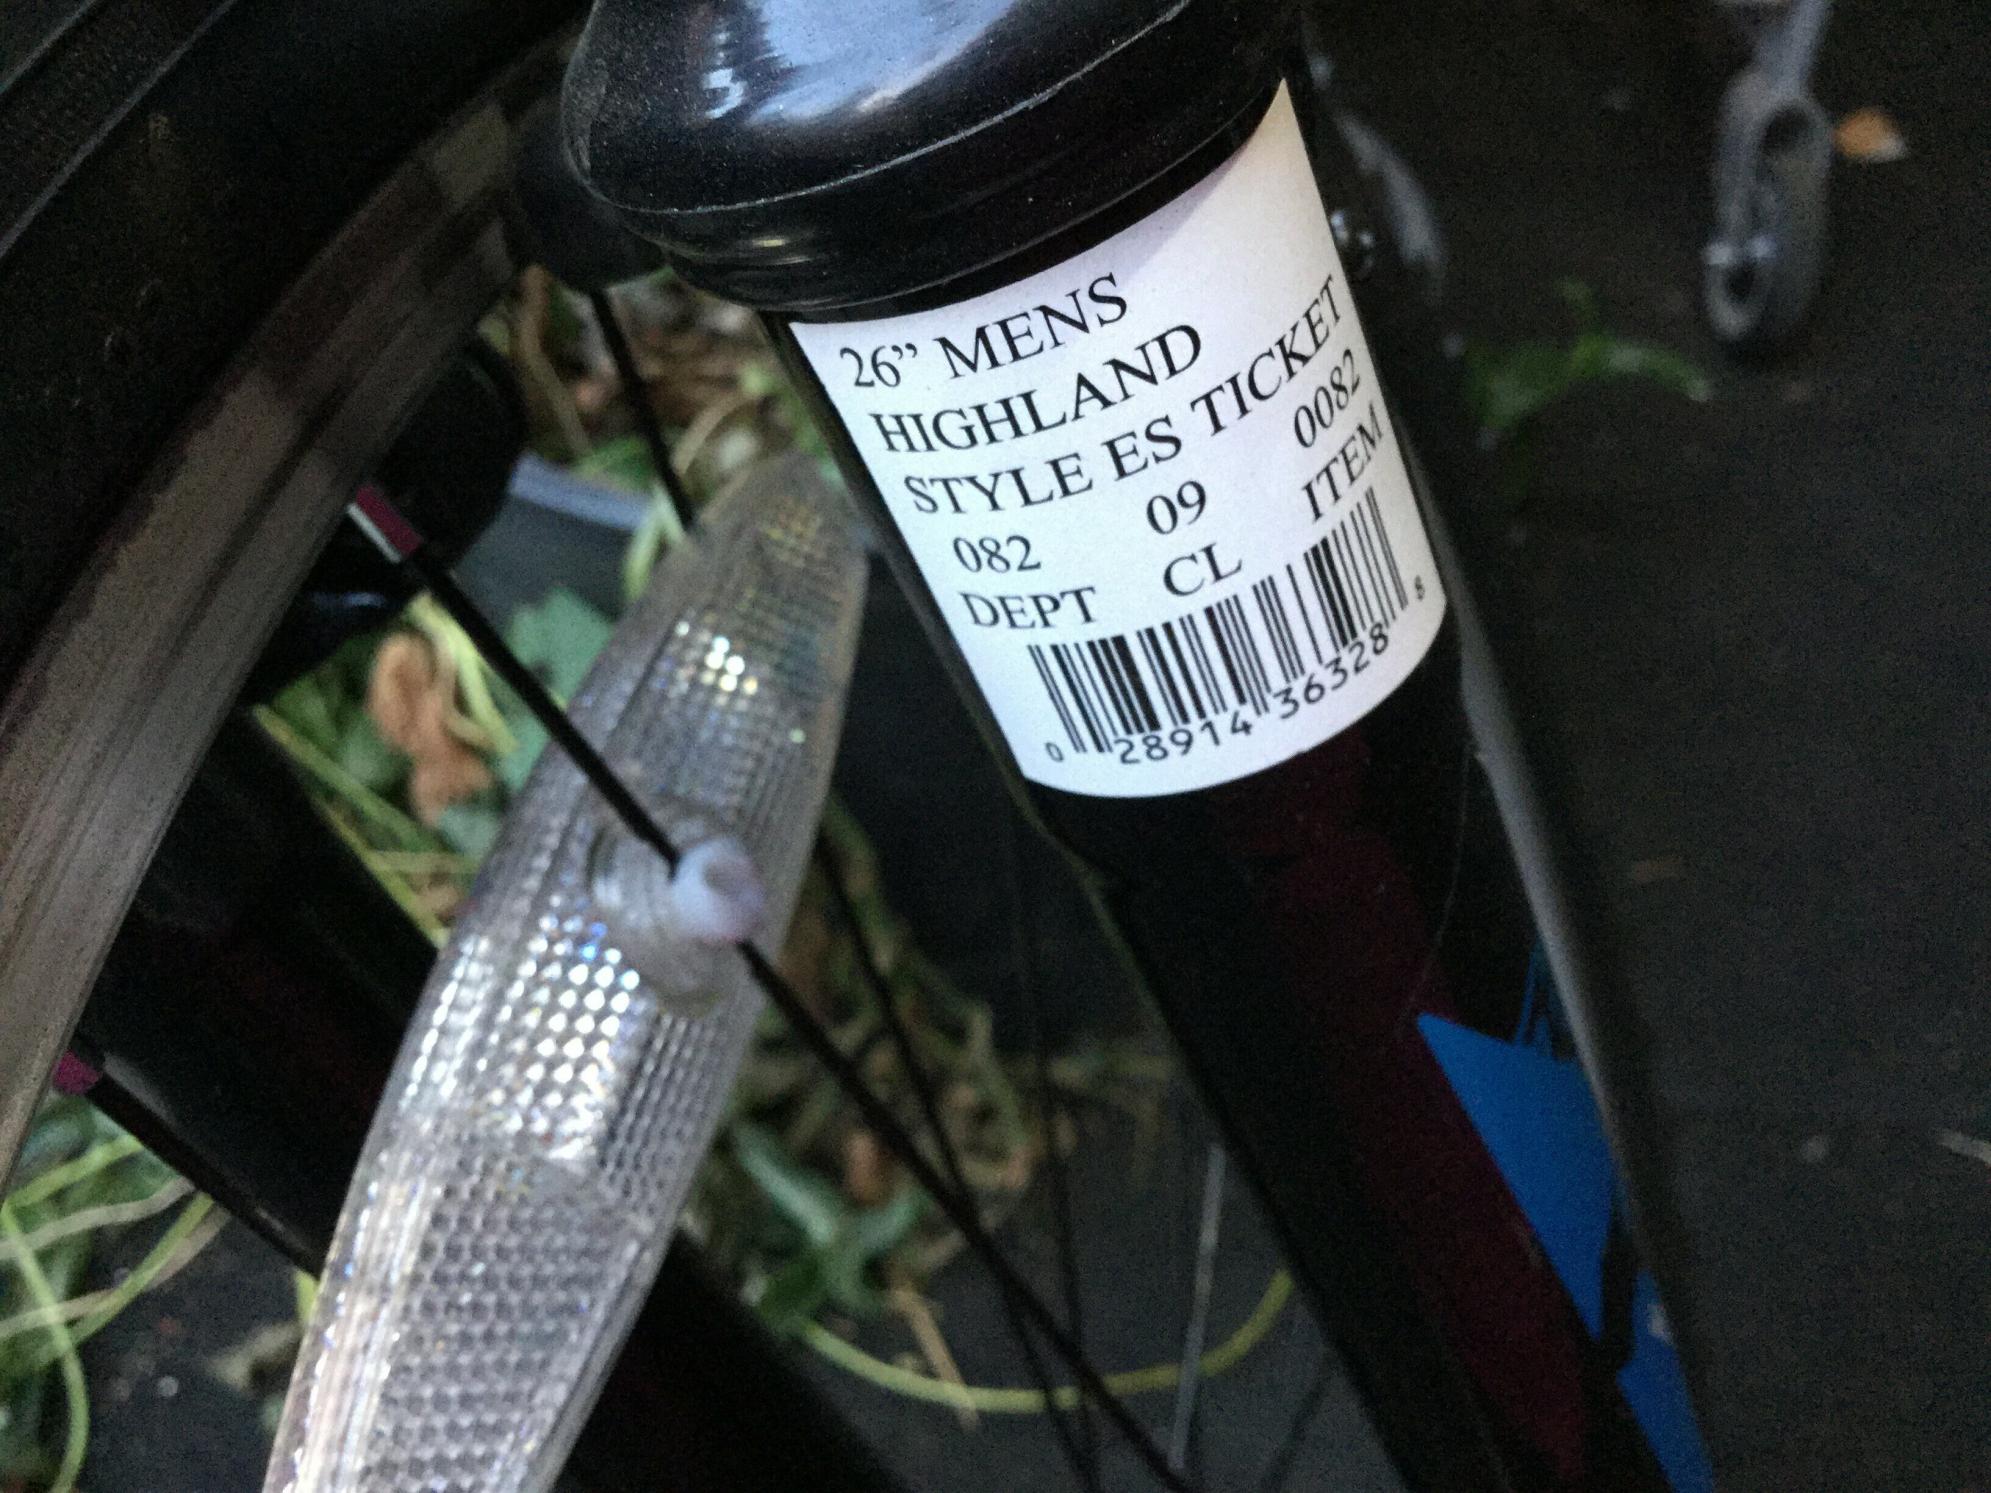 26” MENS
HIGHLAND
STYLE ES TICKET
082 09 0082
DEPT CL ITEM
0 28914 36328 8